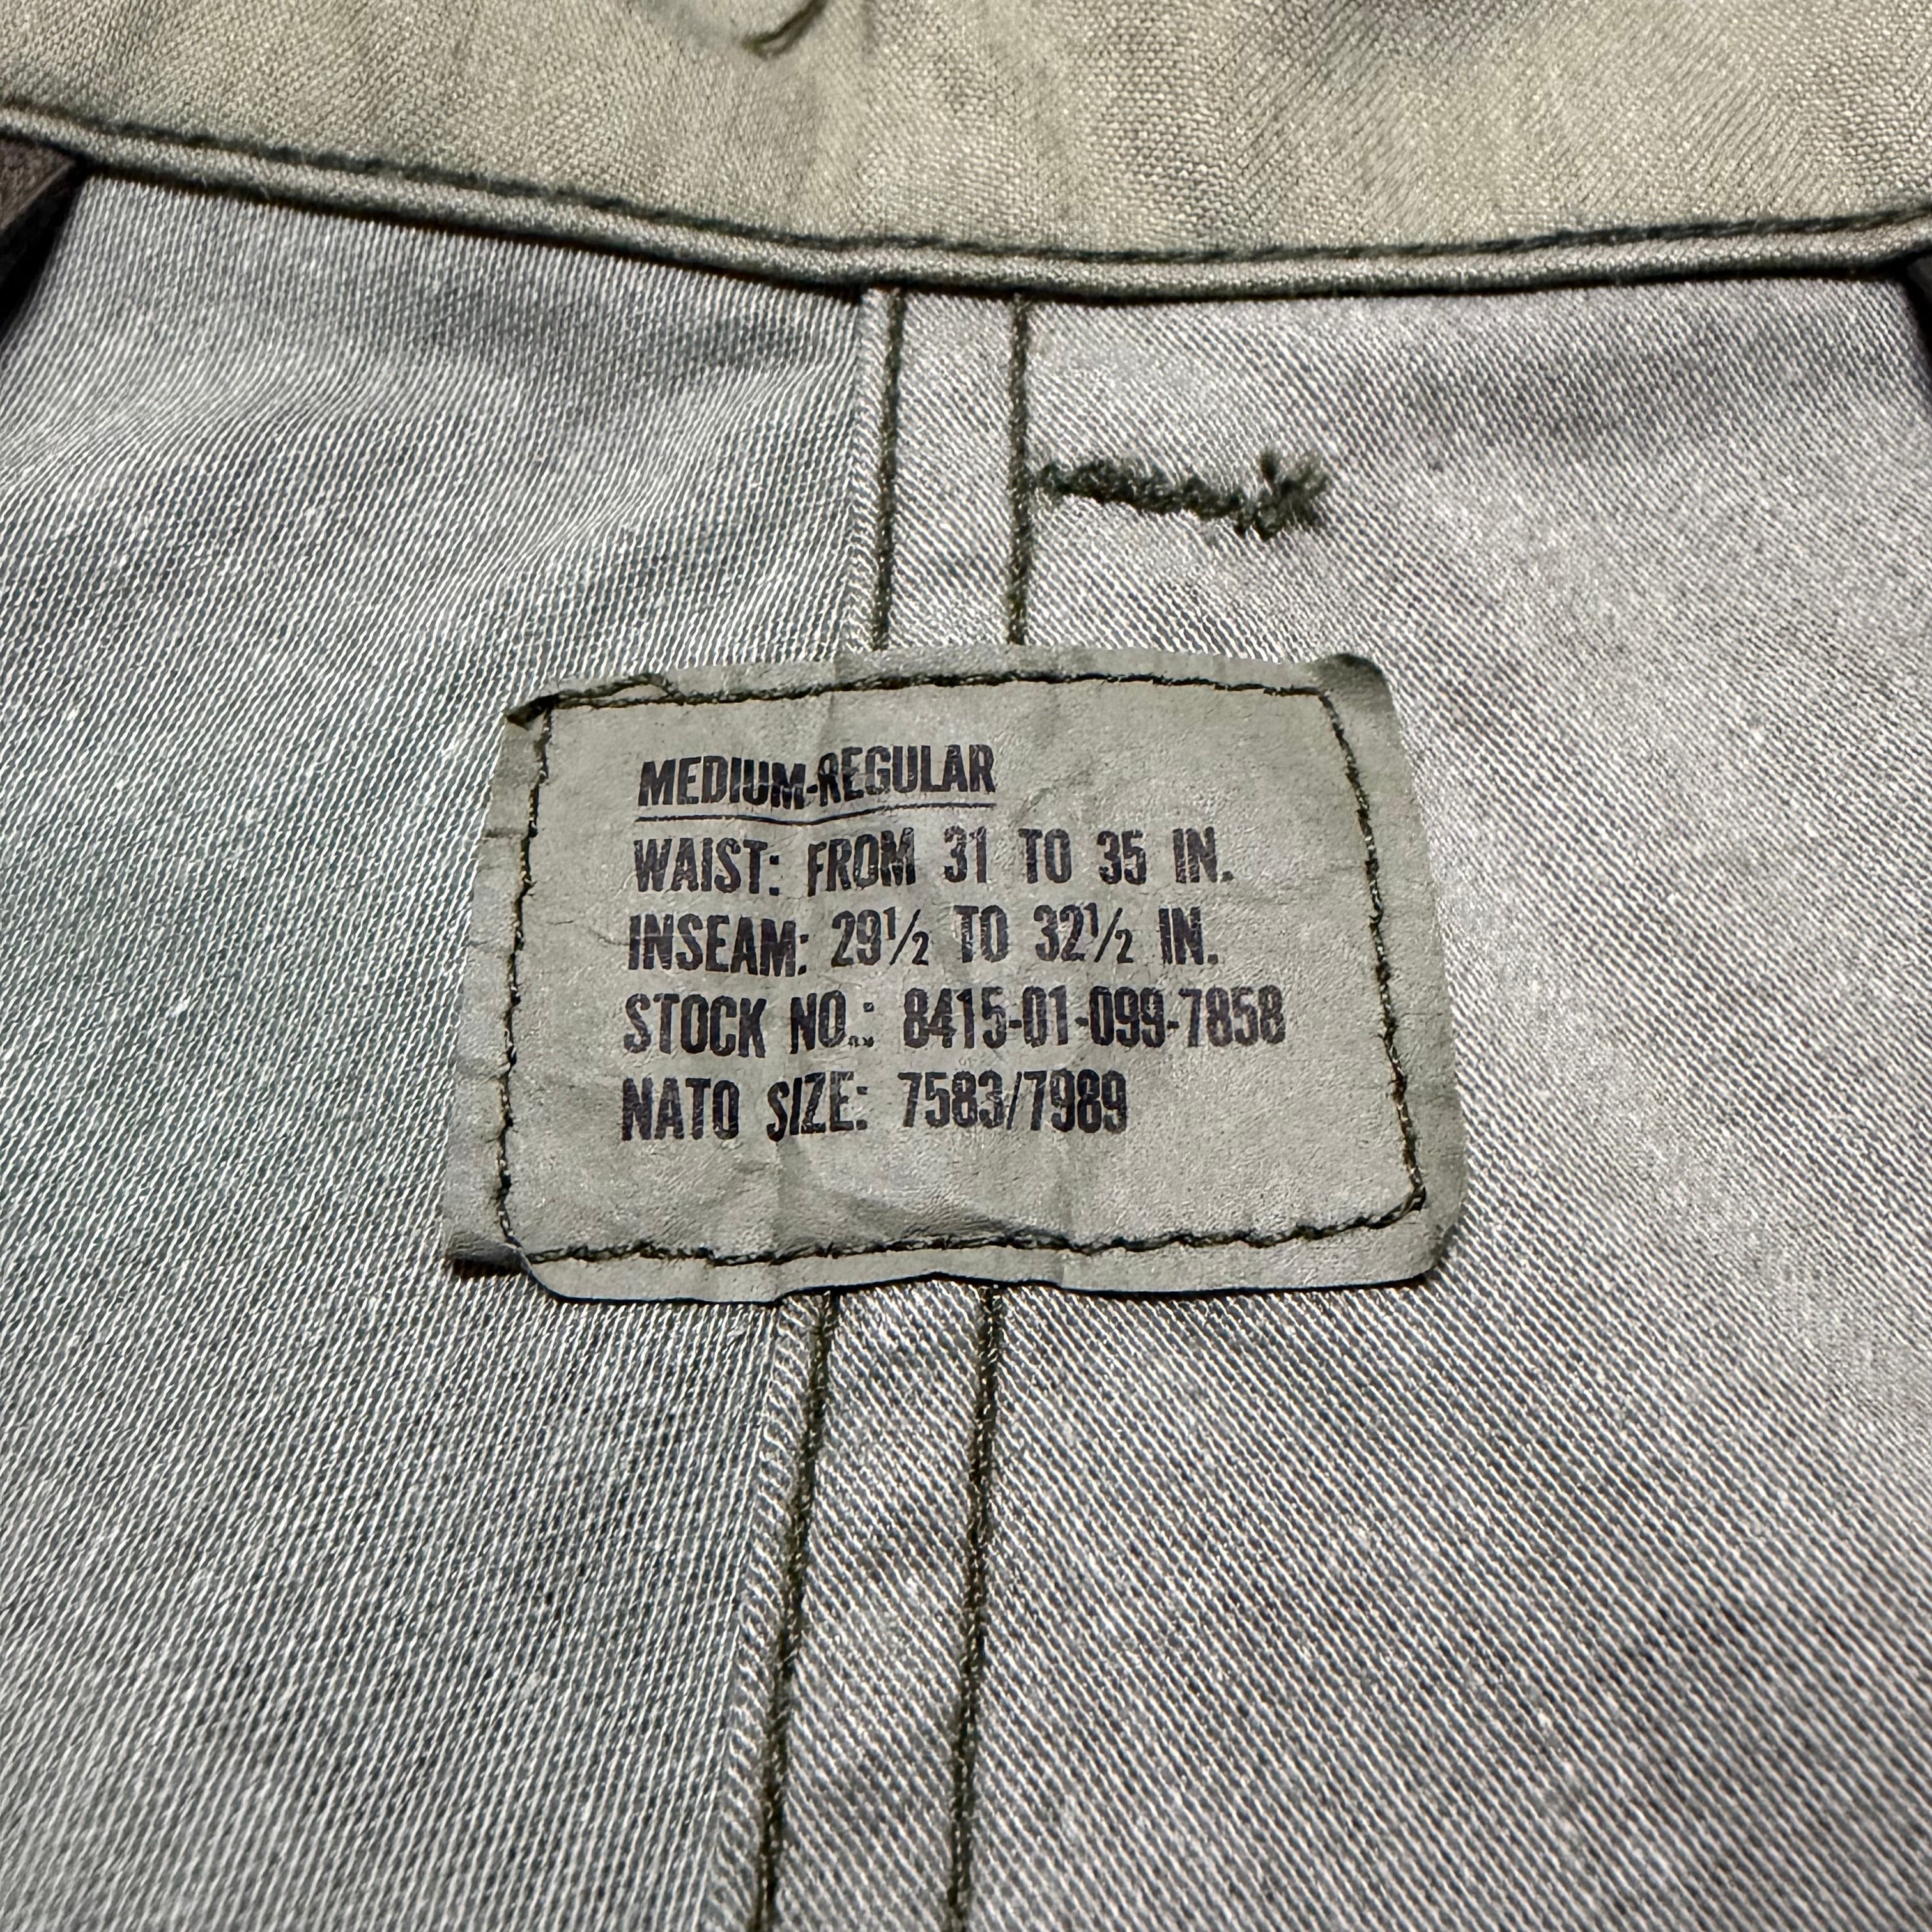 MEDIUM-REGULAR
WAIST: FROM 31 TO 35 IN.
INSEAM: 29½ TO 32½ IN.
STOCK NO.: 8415-01-099-7858
NATO SIZE: 7583/7989